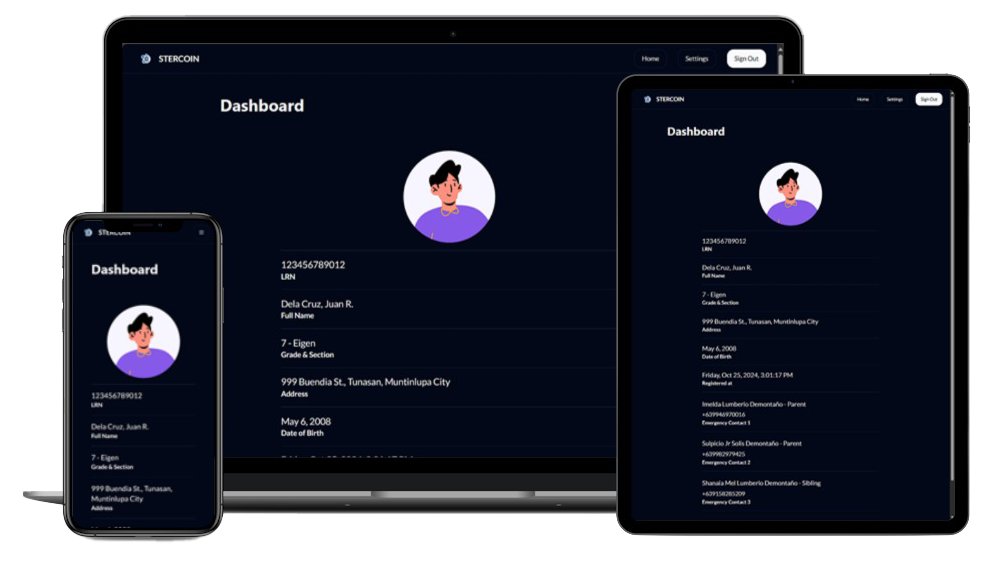 STERCOIN
Home
Settings
Sign Out
Dashboard
123456789012
LRN
Dela Cruz, Juan R.
Full Name
7 - Eigen
Grade & Section
999 Buendia St., Tunasan, Muntinlupa City
Address
May 6, 2008
Date of Birth
STERCOIN
Home
Settings
Sign Out
Dashboard
123456789012
LRN
Dela Cruz, Juan R.
Full Name
7 - Eigen
Grade & Section
999 Buendia St., Tunasan, Muntinlupa City
Address
May 6, 2008
Date of Birth
Friday, Oct 25, 2024, 3:01:17 PM
Registered at
Imelda Lumberio Demontaño - Parent
+639946970016
Emergency Contact 1
Sulpicio Jr Solis Demontaño - Parent
+639982979425
Emergency Contact 2
Shanaia Mel Lumberio Demontaño - Sibling
+639158285209
Emergency Contact 3
STERCOIN
Dashboard
123456789012
LRN
Dela Cruz, Juan R.
Full Name
7 - Eigen
Grade & Section
999 Buendia St., Tunasan,
Muntinlupa City
Address